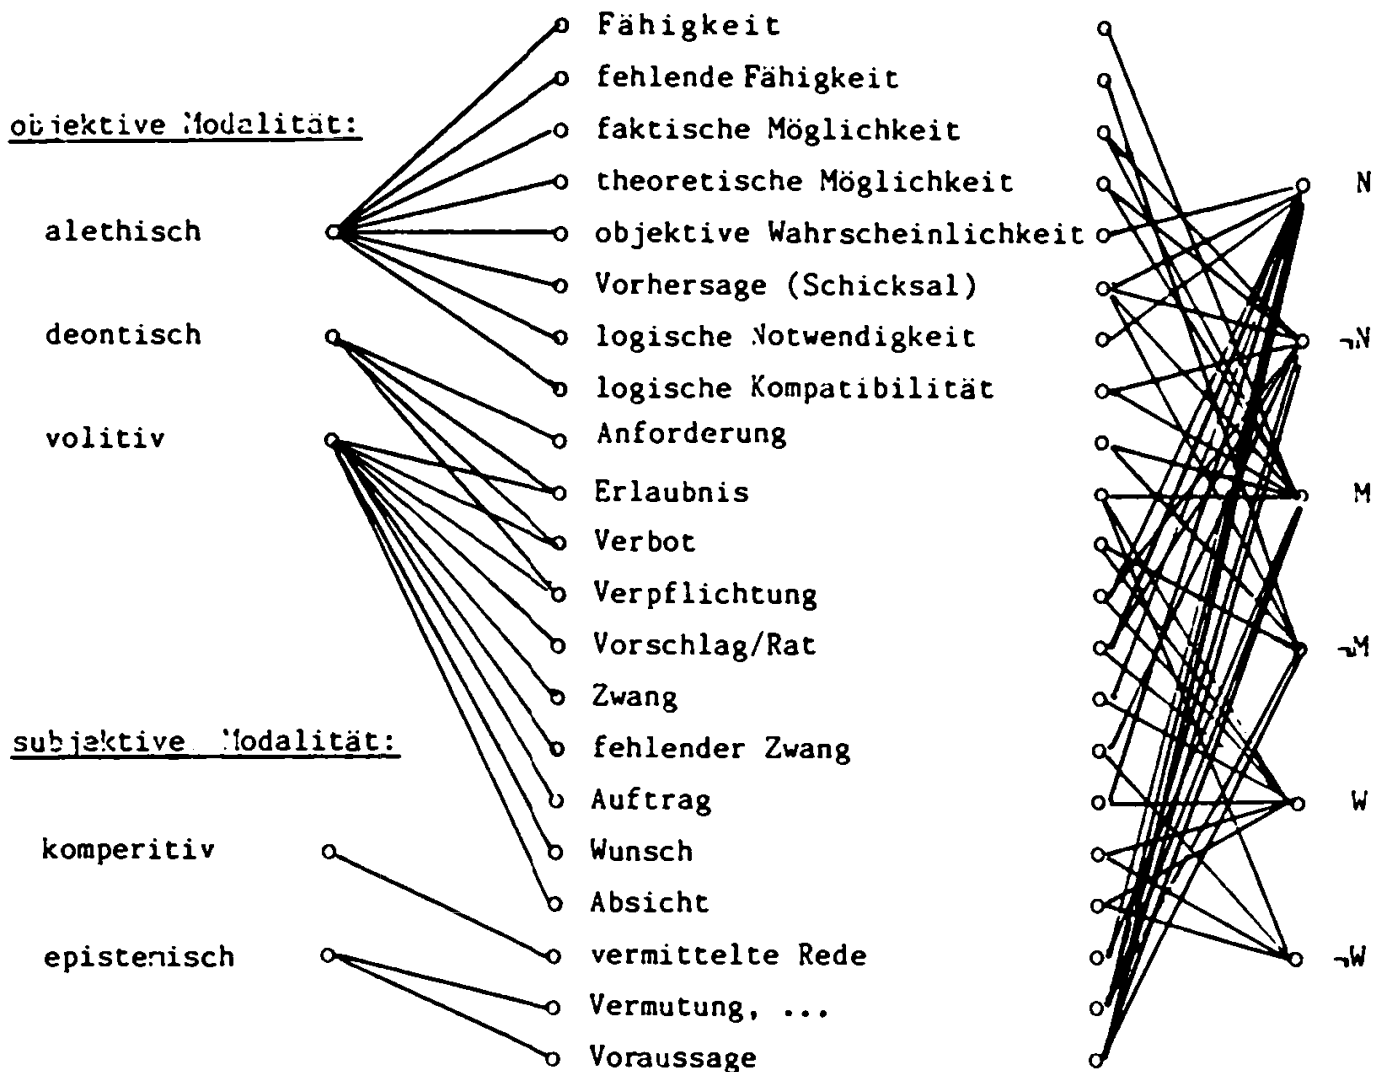 Fähigkeit
fehlende Fähigkeit
objektive Modalität:
faktische Möglichkeit
theoretische Möglichkeit
N
alethisch
objektive Wahrscheinlichkeit
Vorhersage (Schicksal)
deontisch
logische Notwendigkeit
¬N
logische Kompatibilität
volitiv
Anforderung
Erlaubnis
M
Verbot
Verpflichtung
Vorschlag/Rat
¬M
Zwang
subjektive Modalität:
fehlender Zwang
Auftrag
W
komperitiv
Wunsch
Absicht
epistemisch
vermittelte Rede
¬W
Vermutung, ...
Voraussage